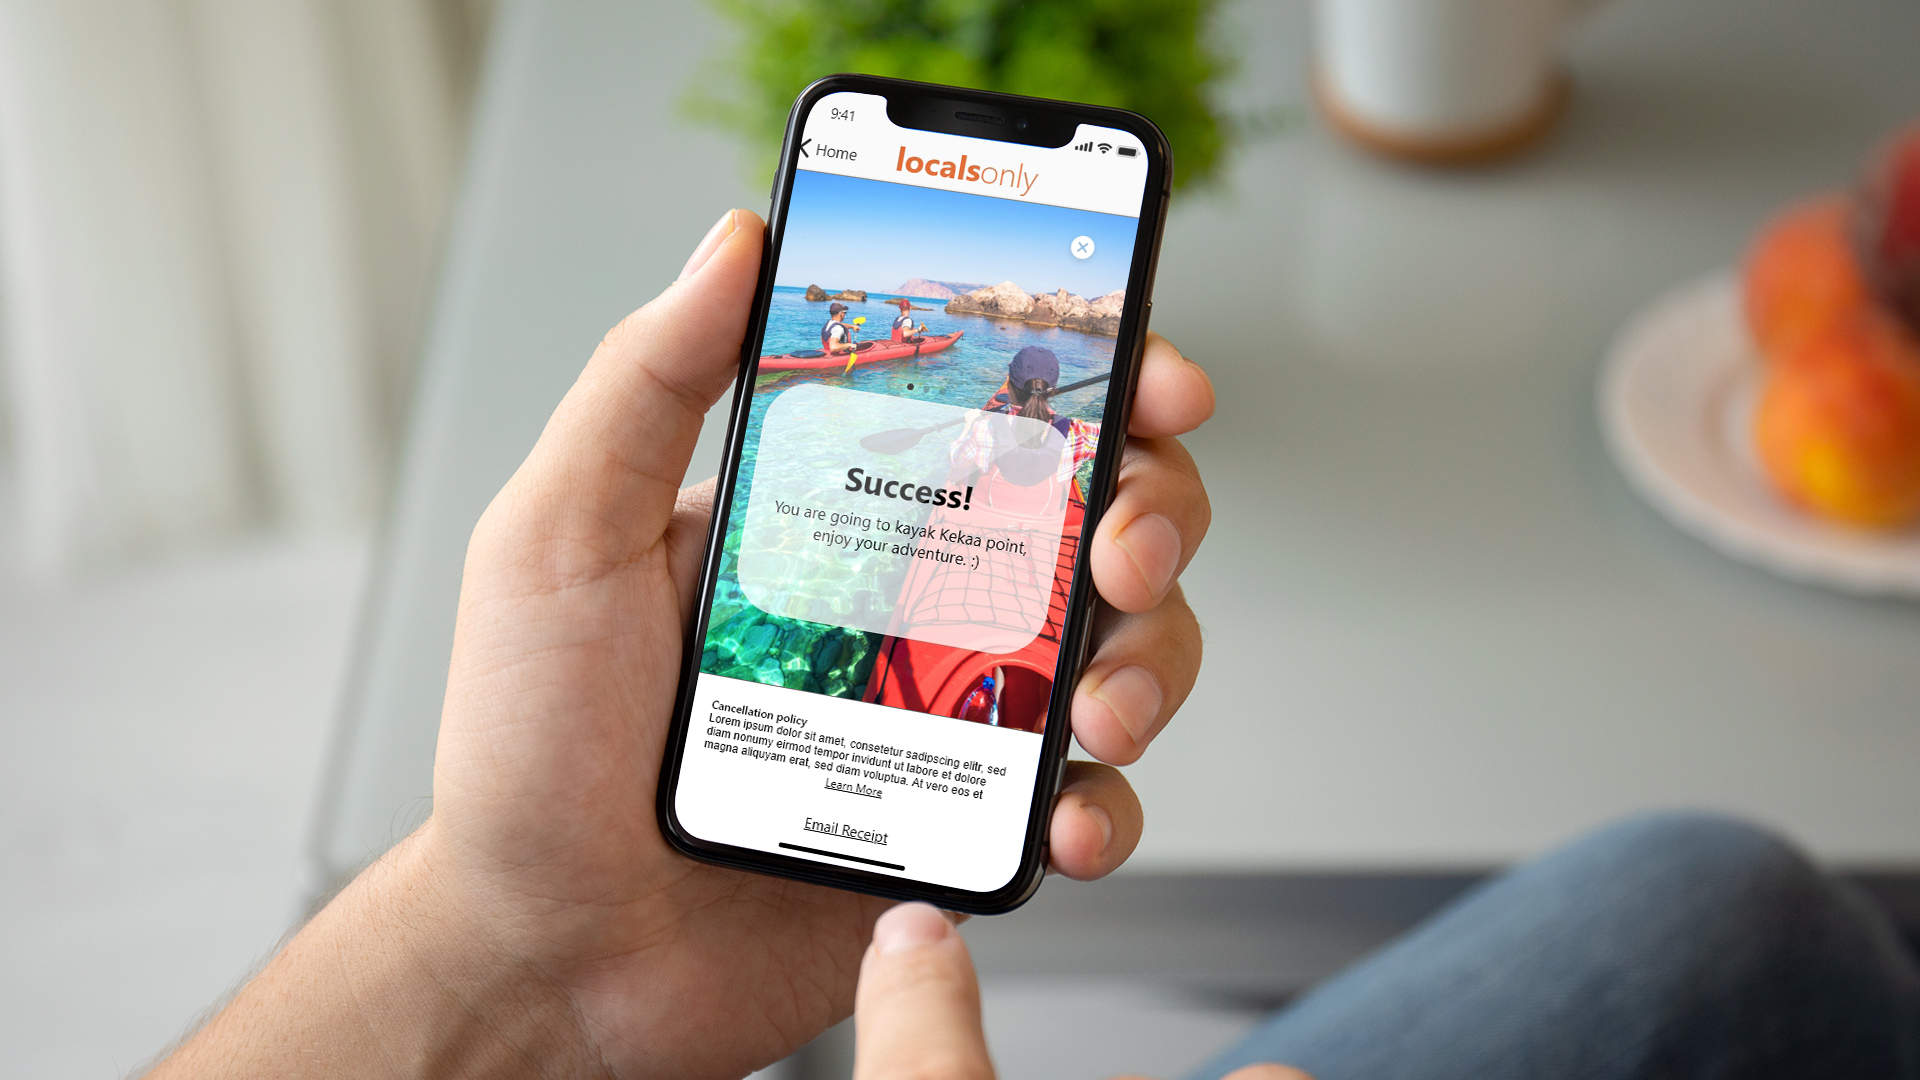 9:41
Home
localsonly
Success!
You are going to kayak Kekaa point,
enjoy your adventure. :)
Cancellation policy
Lorem ipsum dolor sit amet, consetetur sadipscing elitr, sed
diam nonumy eirmod tempor invidunt ut labore et dolore
magna aliquyam erat, sed diam voluptua. At vero eos et
Learn More
Email Receipt